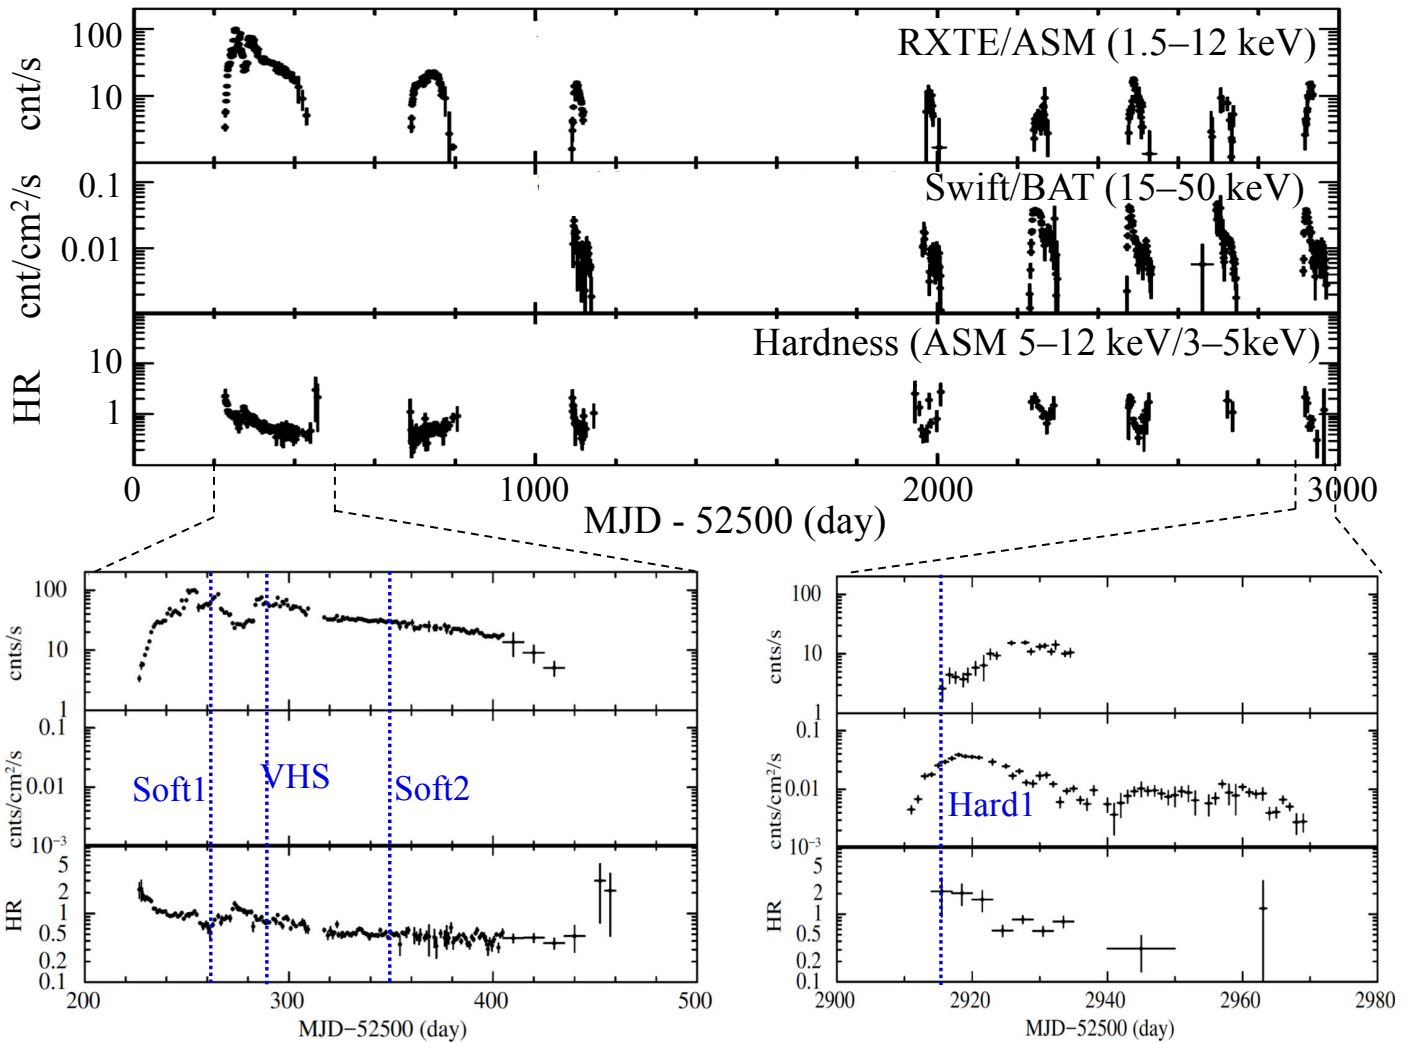 RXTE/ASM (1.5–12 keV)
100
10
cnt/s
Swift/BAT (15–50 keV)
0.1
0.01
cnt/cm²/s
Hardness (ASM 5–12 keV/3–5keV)
10
1
HR
0 1000 2000 3000
MJD - 52500 (day)
100
10
1
cnts/s
0.1
0.01
10⁻³
cnts/cm²/s
Soft1 VHS Soft2
5
2
1
0.5
0.2
0.1
HR
200 300 400 500
MJD−52500 (day)
100
10
1
cnts/s
0.1
0.01
10⁻³
cnts/cm²/s
Hard1
5
2
1
0.5
0.2
0.1
HR
2900 2920 2940 2960 2980
MJD−52500 (day)